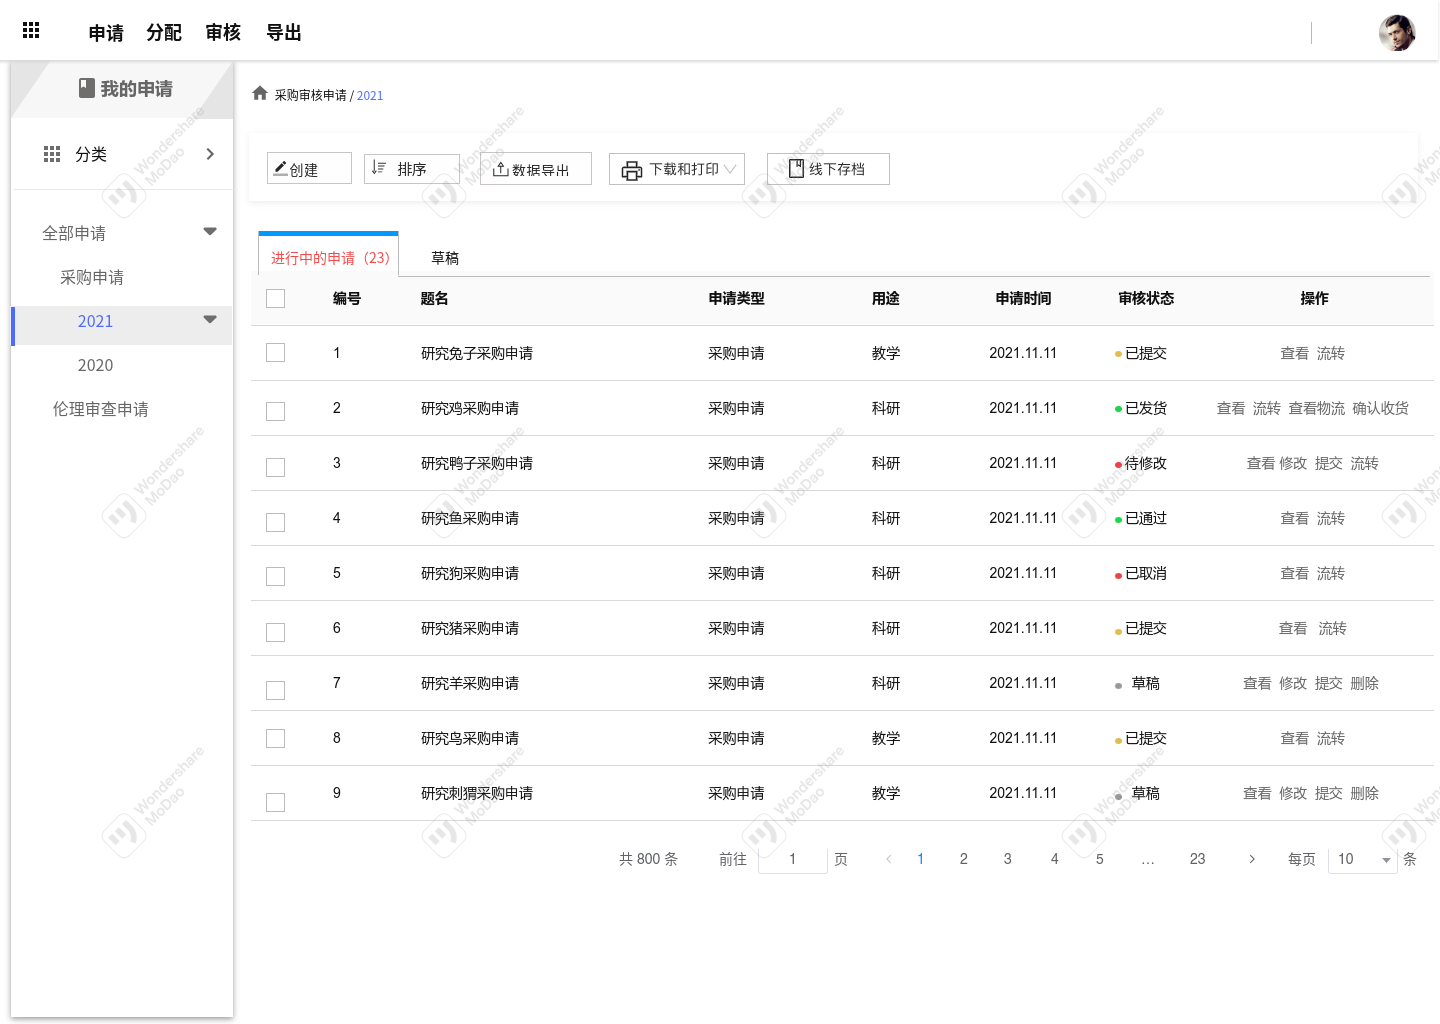 申请 分配 审核 导出
我的申请
采购审核申请 / 2021
分类
创建 排序 数据导出 下载和打印 线下存档
全部申请
采购申请
2021
2020
伦理审查申请
进行中的申请（23） 草稿
编号 题名 申请类型 用途 申请时间 审核状态 操作
1 研究兔子采购申请 采购申请 教学 2021.11.11 已提交 查看 流转
2 研究鸡采购申请 采购申请 科研 2021.11.11 已发货 查看 流转 查看物流 确认收货
3 研究鸭子采购申请 采购申请 科研 2021.11.11 待修改 查看 修改 提交 流转
4 研究鱼采购申请 采购申请 科研 2021.11.11 已通过 查看 流转
5 研究狗采购申请 采购申请 科研 2021.11.11 已取消 查看 流转
6 研究猪采购申请 采购申请 科研 2021.11.11 已提交 查看 流转
7 研究羊采购申请 采购申请 科研 2021.11.11 草稿 查看 修改 提交 删除
8 研究鸟采购申请 采购申请 教学 2021.11.11 已提交 查看 流转
9 研究刺猬采购申请 采购申请 教学 2021.11.11 草稿 查看 修改 提交 删除
共 800 条 前往 1 页 1 2 3 4 5 … 23 每页 10 条
Wondershare
MoDao